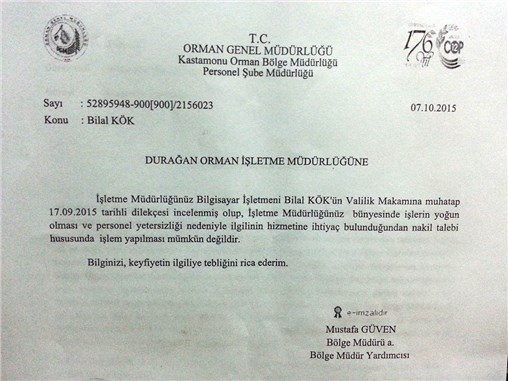 T.C.
ORMAN GENEL MÜDÜRLÜĞÜ
Kastamonu Orman Bölge Müdürlüğü
Personel Şube Müdürlüğü
176
Yıl
Sayı : 52895948-900[900]/2156023
07.10.2015
Konu : Bilal KÖK
DURAĞAN ORMAN İŞLETME MÜDÜRLÜĞÜNE
İşletme Müdürlüğünüz Bilgisayar İşletmeni Bilal KÖK'ün Valilik Makamına muhatap
17.09.2015 tarihli dilekçesi incelenmiş olup, İşletme Müdürlüğünüz bünyesinde işlerin yoğun
olması ve personel yetersizliği nedeniyle ilgilinin hizmetine ihtiyaç bulunduğundan nakil talebi
hususunda işlem yapılması mümkün değildir.
Bilginizi, keyfiyetin ilgiliye tebliğini rica ederim.
e-imzalıdır
Mustafa GÜVEN
Bölge Müdürü a.
Bölge Müdür Yardımcısı